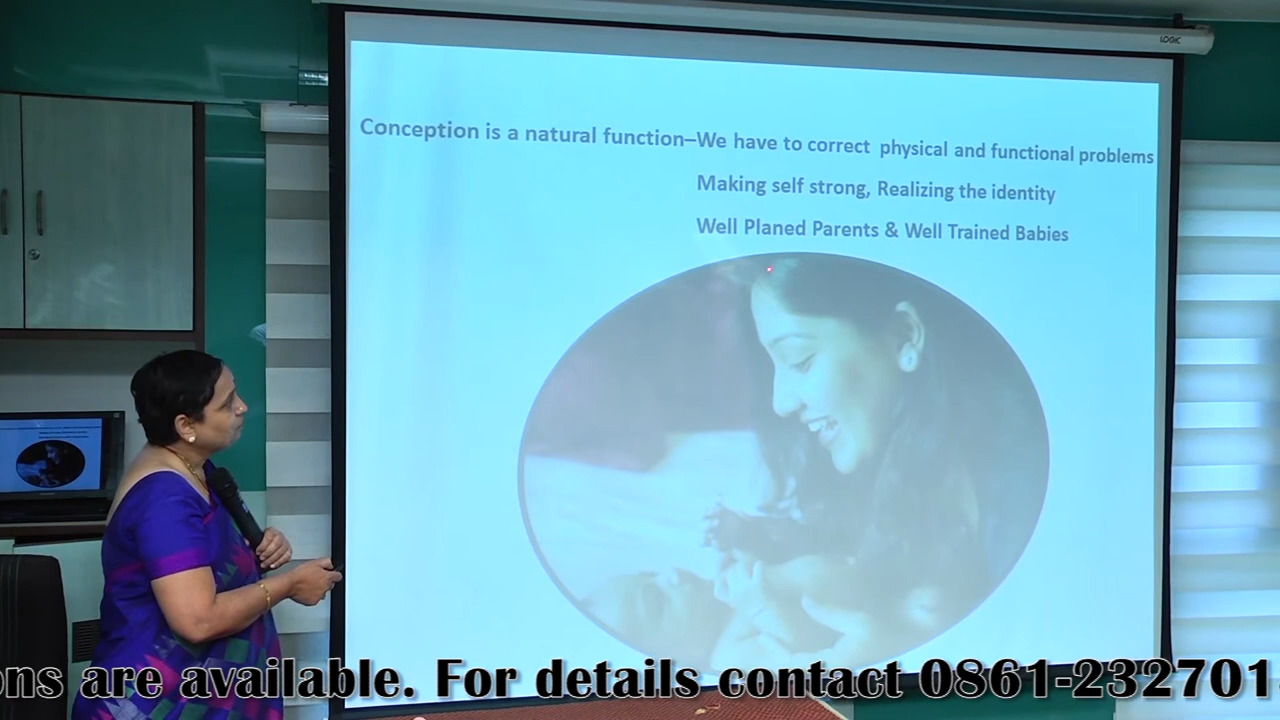 LOGIC
Conception is a natural function–We have to correct physical and functional problems
Making self strong, Realizing the identity
Well Planed Parents & Well Trained Babies
are available. For details contact 0861-232701